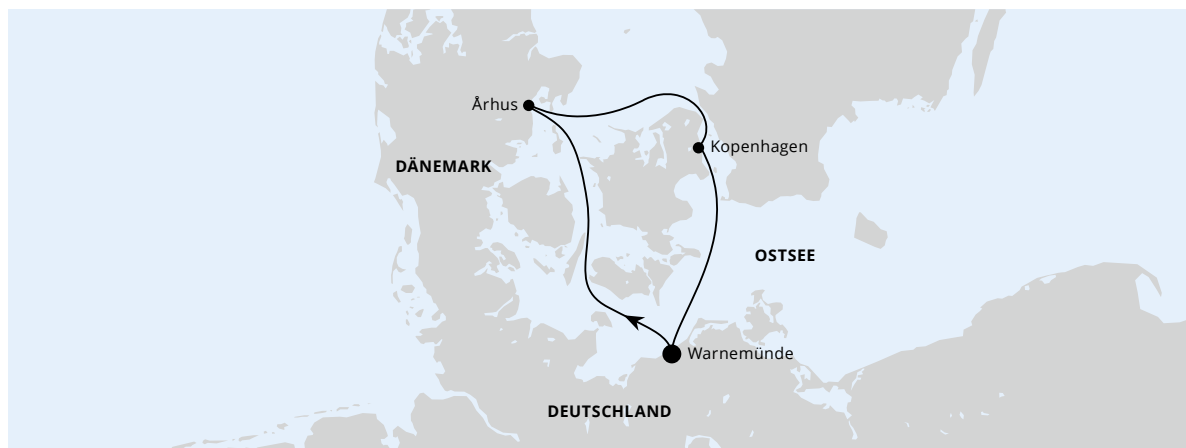 Århus
Kopenhagen
DÄNEMARK
OSTSEE
Warnemünde
DEUTSCHLAND